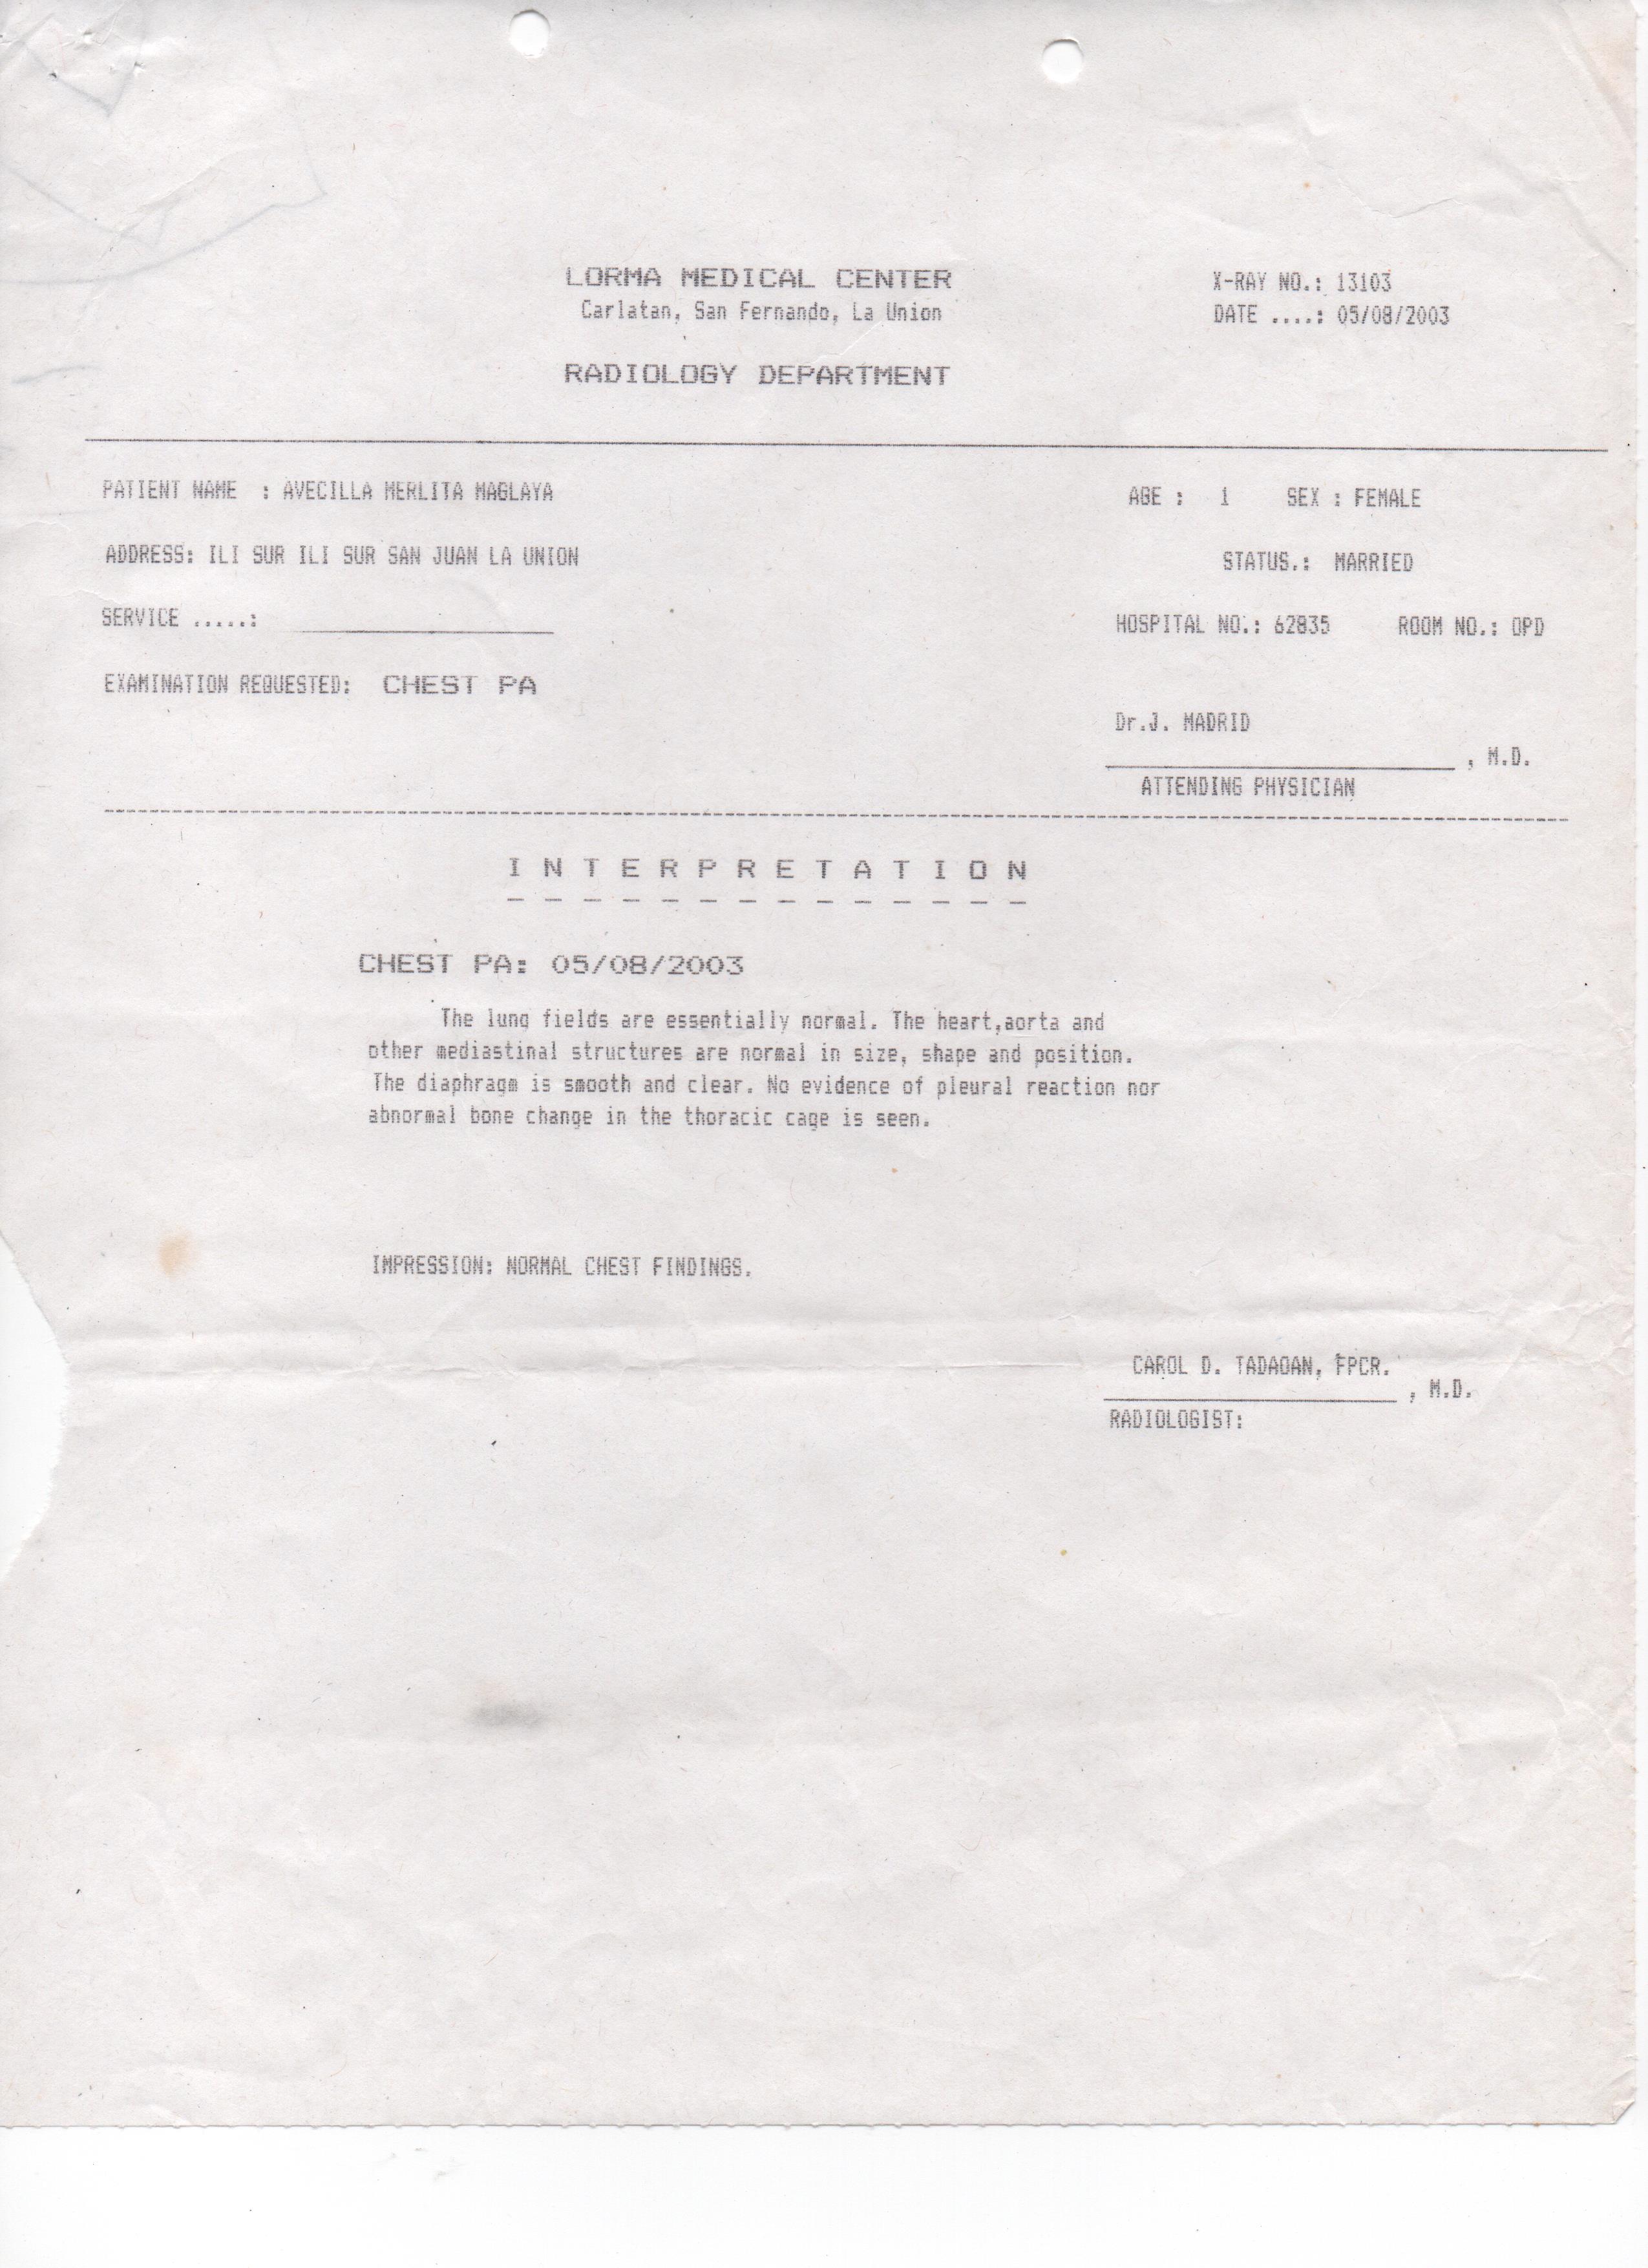 LORMA MEDICAL CENTER
Carlatan, San Fernando, La Union
X-RAY NO.: 13103
DATE ....: 05/08/2003
RADIOLOGY DEPARTMENT
PATIENT NAME : AVECILLA MERLITA MAGLAYA
AGE : 1 SEX : FEMALE
ADDRESS: ILI SUR ILI SUR SAN JUAN LA UNION
STATUS.: MARRIED
SERVICE .....:
HOSPITAL NO.: 62835 ROOM NO.: OPD
EXAMINATION REQUESTED: CHEST PA
Dr.J. MADRID
, M.D.
ATTENDING PHYSICIAN
I N T E R P R E T A T I O N
CHEST PA: 05/08/2003
The lung fields are essentially normal. The heart,aorta and
other mediastinal structures are normal in size, shape and position.
The diaphragm is smooth and clear. No evidence of pleural reaction nor
abnormal bone change in the thoracic cage is seen.
IMPRESSION: NORMAL CHEST FINDINGS.
CAROL D. TADAOAN, FPCR.
, M.D.
RADIOLOGIST: